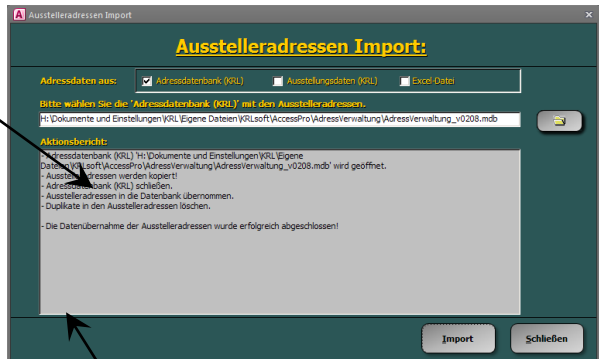 Ausstelleradressen Import
Ausstelleradressen Import:
Adressdaten aus: Adressdatenbank (KRL) Ausstellungsdaten (KRL) Excel-Datei
Bitte wählen Sie die 'Adressdatenbank (KRL)' mit den Ausstelleradressen.
H:\Dokumente und Einstellungen\KRL\Eigene Dateien\KRLsoft\AccessPro\AdressVerwaltung\AdressVerwaltung_v0208.mdb
Aktionsbericht:
- Adressdatenbank (KRL) 'H:\Dokumente und Einstellungen\KRL\Eigene
Dateien\KRLsoft\AccessPro\AdressVerwaltung\AdressVerwaltung_v0208.mdb' wird geöffnet.
- Ausstelleradressen werden kopiert!
- Adressdatenbank (KRL) schließen.
- Ausstelleradressen in die Datenbank übernommen.
- Duplikate in den Ausstelleradressen löschen.
- Die Datenübernahme der Ausstelleradressen wurde erfolgreich abgeschlossen!
Import Schließen